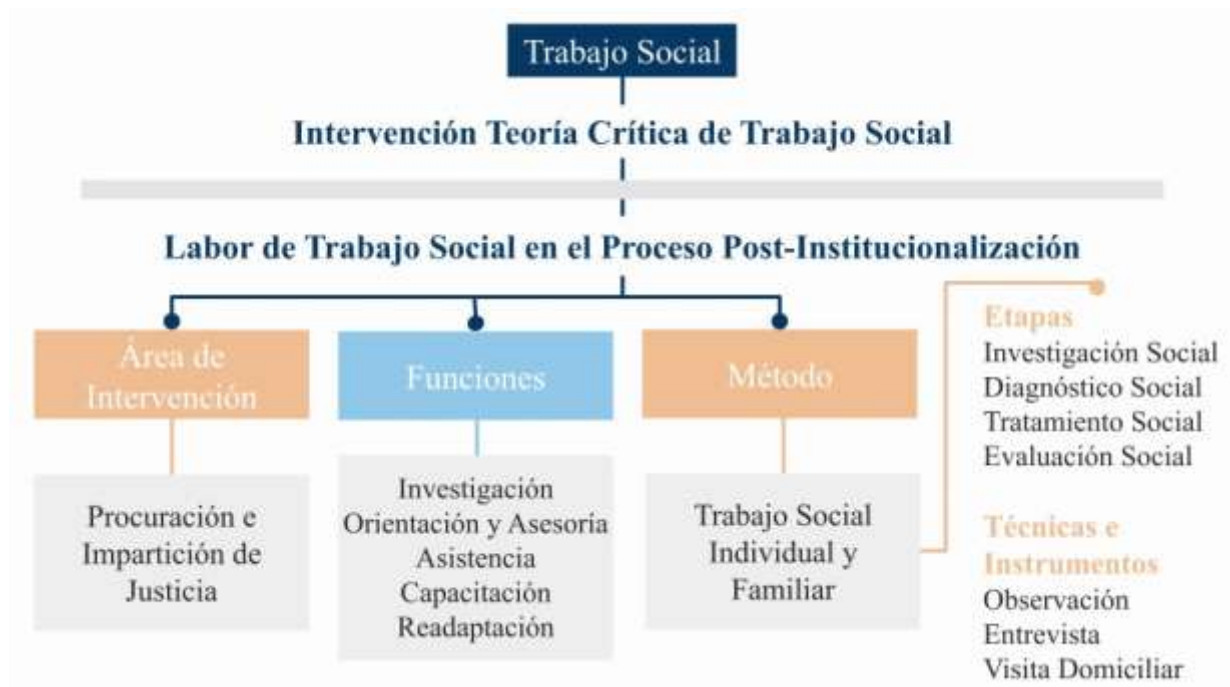 Trabajo Social
Intervención Teoría Crítica de Trabajo Social
Labor de Trabajo Social en el Proceso Post-Institucionalización
Área de
Intervención
Procuración e
Impartición de
Justicia
Funciones
Investigación
Orientación y Asesoría
Asistencia
Capacitación
Readaptación
Método
Trabajo Social
Individual y
Familiar
Etapas
Investigación Social
Diagnóstico Social
Tratamiento Social
Evaluación Social
Técnicas e
Instrumentos
Observación
Entrevista
Visita Domiciliar